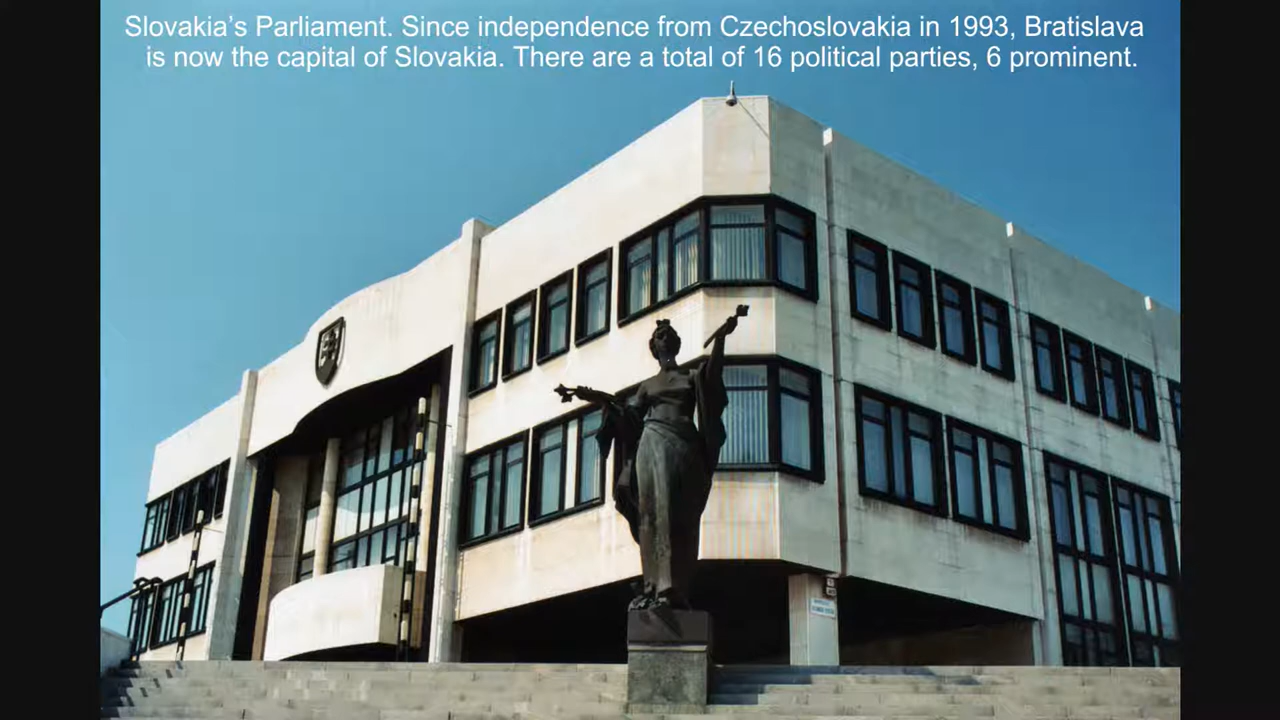 Slovakia’s Parliament. Since independence from Czechoslovakia in 1993, Bratislava
is now the capital of Slovakia. There are a total of 16 political parties, 6 prominent.